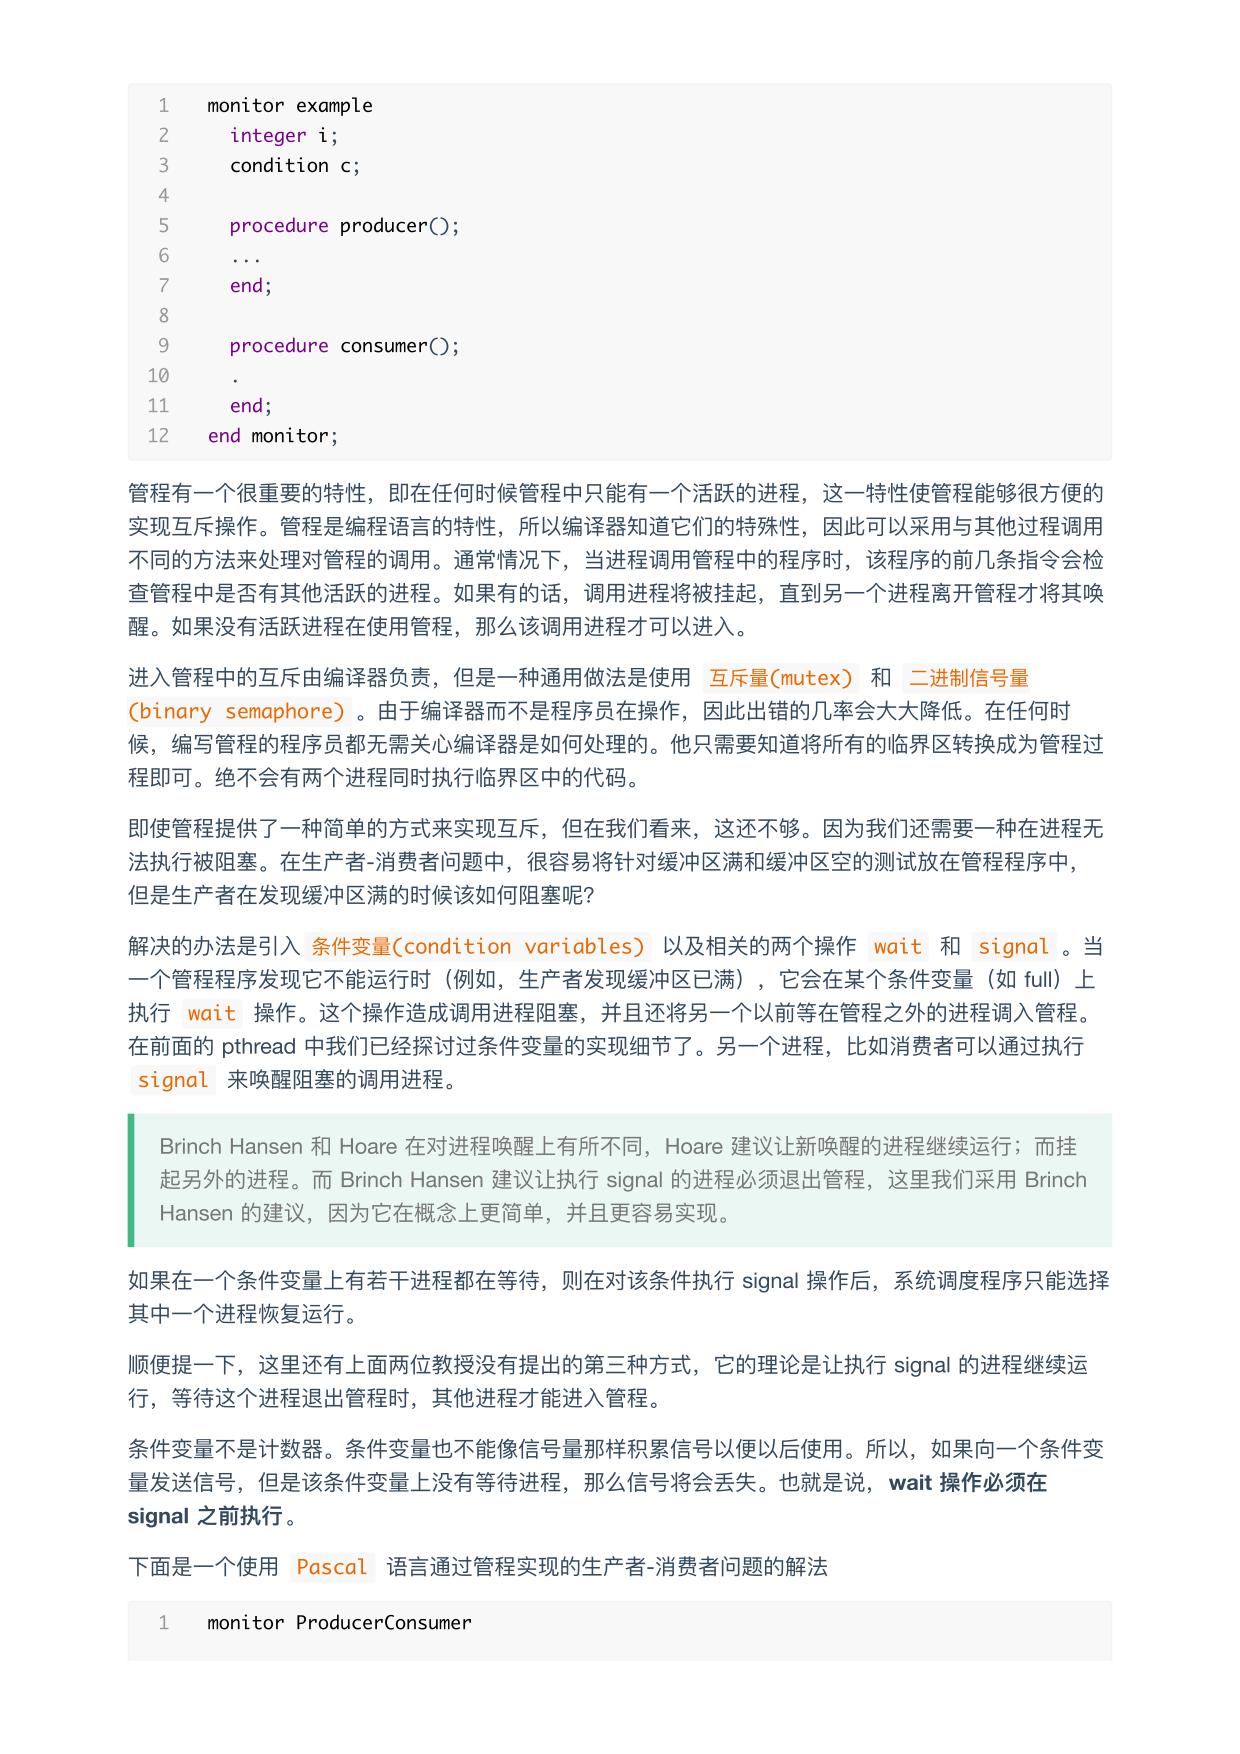 1 monitor example
2 integer i;
3 condition c;
4
5 procedure producer();
6 ...
7 end;
8
9 procedure consumer();
10 .
11 end;
12 end monitor;
管程有一个很重要的特性，即在任何时候管程中只能有一个活跃的进程，这一特性使管程能够很方便的
实现互斥操作。管程是编程语言的特性，所以编译器知道它们的特殊性，因此可以采用与其他过程调用
不同的方法来处理对管程的调用。通常情况下，当进程调用管程中的程序时，该程序的前几条指令会检
查管程中是否有其他活跃的进程。如果有的话，调用进程将被挂起，直到另一个进程离开管程才将其唤
醒。如果没有活跃进程在使用管程，那么该调用进程才可以进入。
进入管程中的互斥由编译器负责，但是一种通用做法是使用 互斥量(mutex) 和 二进制信号量
(binary semaphore) 。由于编译器而不是程序员在操作，因此出错的几率会大大降低。在任何时
候，编写管程的程序员都无需关心编译器是如何处理的。他只需要知道将所有的临界区转换成为管程过
程即可。绝不会有两个进程同时执行临界区中的代码。
即使管程提供了一种简单的方式来实现互斥，但在我们看来，这还不够。因为我们还需要一种在进程无
法执行被阻塞。在生产者-消费者问题中，很容易将针对缓冲区满和缓冲区空的测试放在管程程序中，
但是生产者在发现缓冲区满的时候该如何阻塞呢？
解决的办法是引入 条件变量(condition variables) 以及相关的两个操作 wait 和 signal 。当
一个管程程序发现它不能运行时（例如，生产者发现缓冲区已满），它会在某个条件变量（如 full）上
执行 wait 操作。这个操作造成调用进程阻塞，并且还将另一个以前等在管程之外的进程调入管程。
在前面的 pthread 中我们已经探讨过条件变量的实现细节了。另一个进程，比如消费者可以通过执行
signal 来唤醒阻塞的调用进程。
Brinch Hansen 和 Hoare 在对进程唤醒上有所不同，Hoare 建议让新唤醒的进程继续运行；而挂
起另外的进程。而 Brinch Hansen 建议让执行 signal 的进程必须退出管程，这里我们采用 Brinch
Hansen 的建议，因为它在概念上更简单，并且更容易实现。
如果在一个条件变量上有若干进程都在等待，则在对该条件执行 signal 操作后，系统调度程序只能选择
其中一个进程恢复运行。
顺便提一下，这里还有上面两位教授没有提出的第三种方式，它的理论是让执行 signal 的进程继续运
行，等待这个进程退出管程时，其他进程才能进入管程。
条件变量不是计数器。条件变量也不能像信号量那样积累信号以便以后使用。所以，如果向一个条件变
量发送信号，但是该条件变量上没有等待进程，那么信号将会丢失。也就是说，wait 操作必须在
signal 之前执行。
下面是一个使用 Pascal 语言通过管程实现的生产者-消费者问题的解法
1 monitor ProducerConsumer